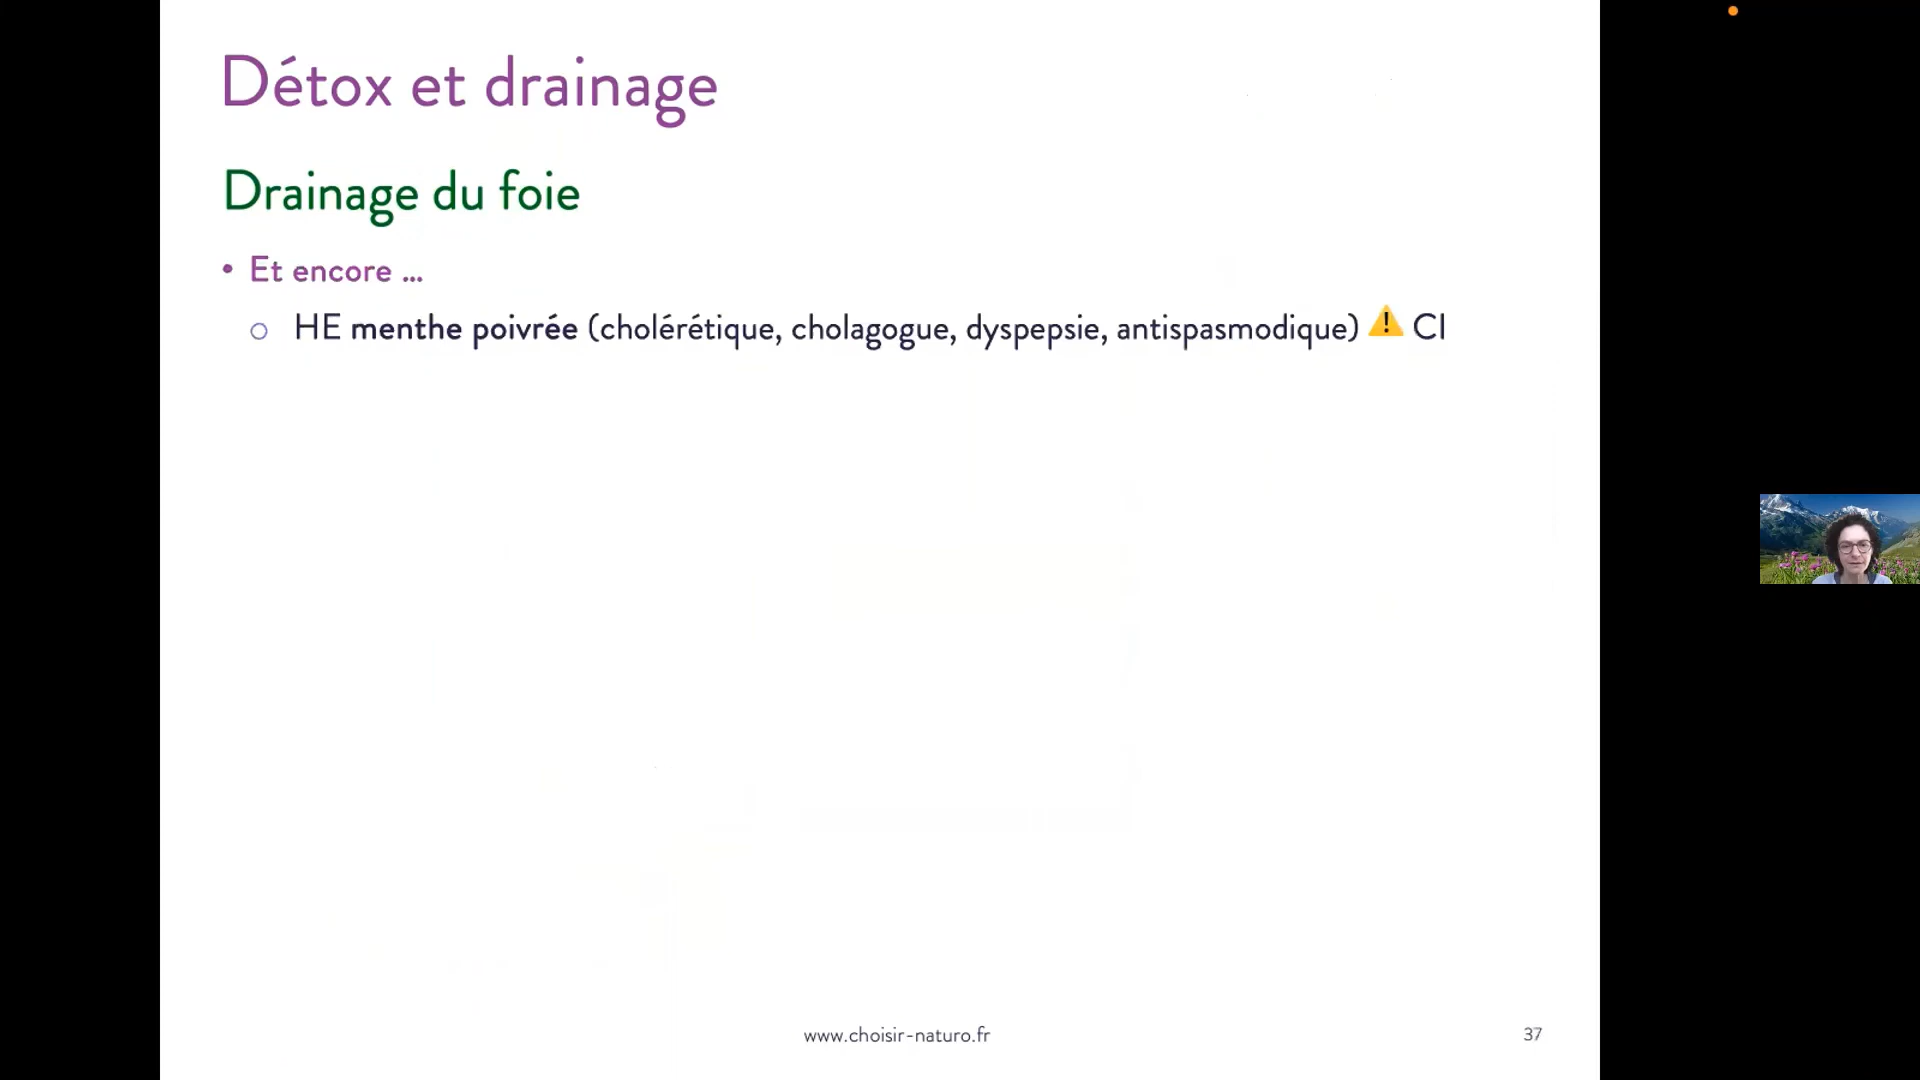 Détox et drainage
Drainage du foie
• Et encore ...
○ HE menthe poivrée (cholérétique, cholagogue, dyspepsie, antispasmodique) ⚠️ CI
www.choisir-naturo.fr
37